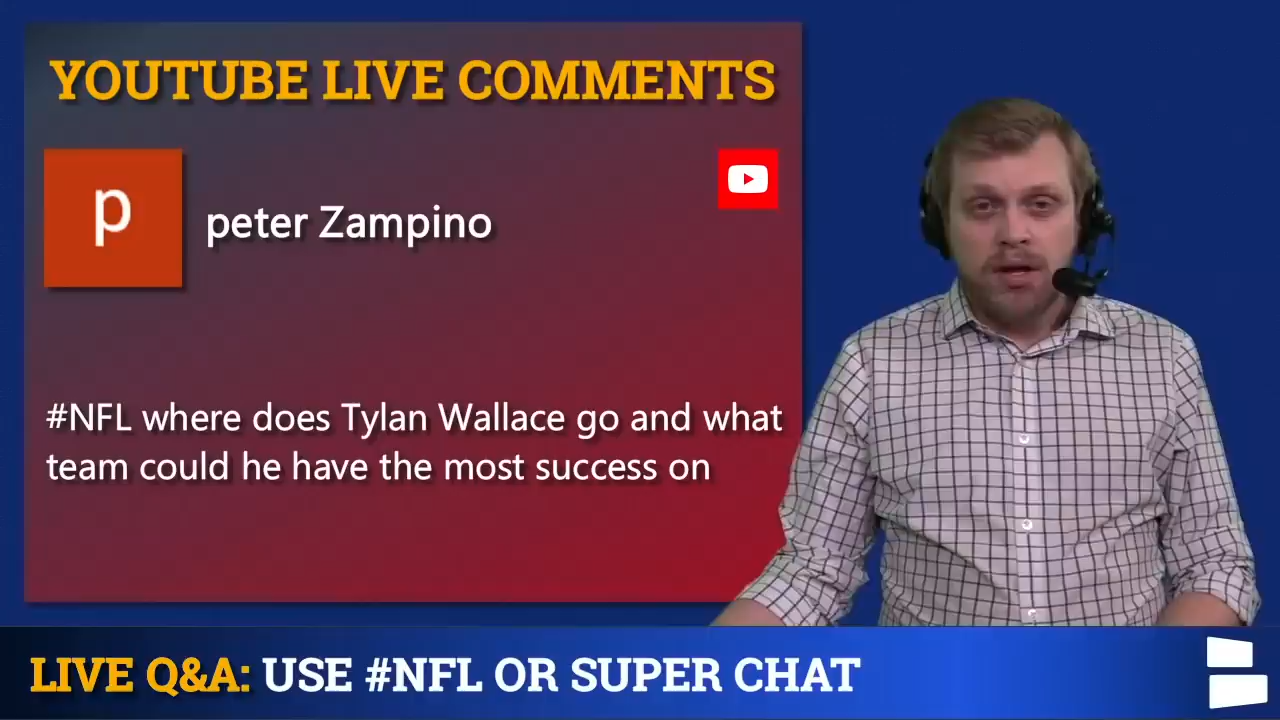 YOUTUBE LIVE COMMENTS
p
peter Zampino
#NFL where does Tylan Wallace go and what
team could he have the most success on
LIVE Q&A: USE #NFL OR SUPER CHAT